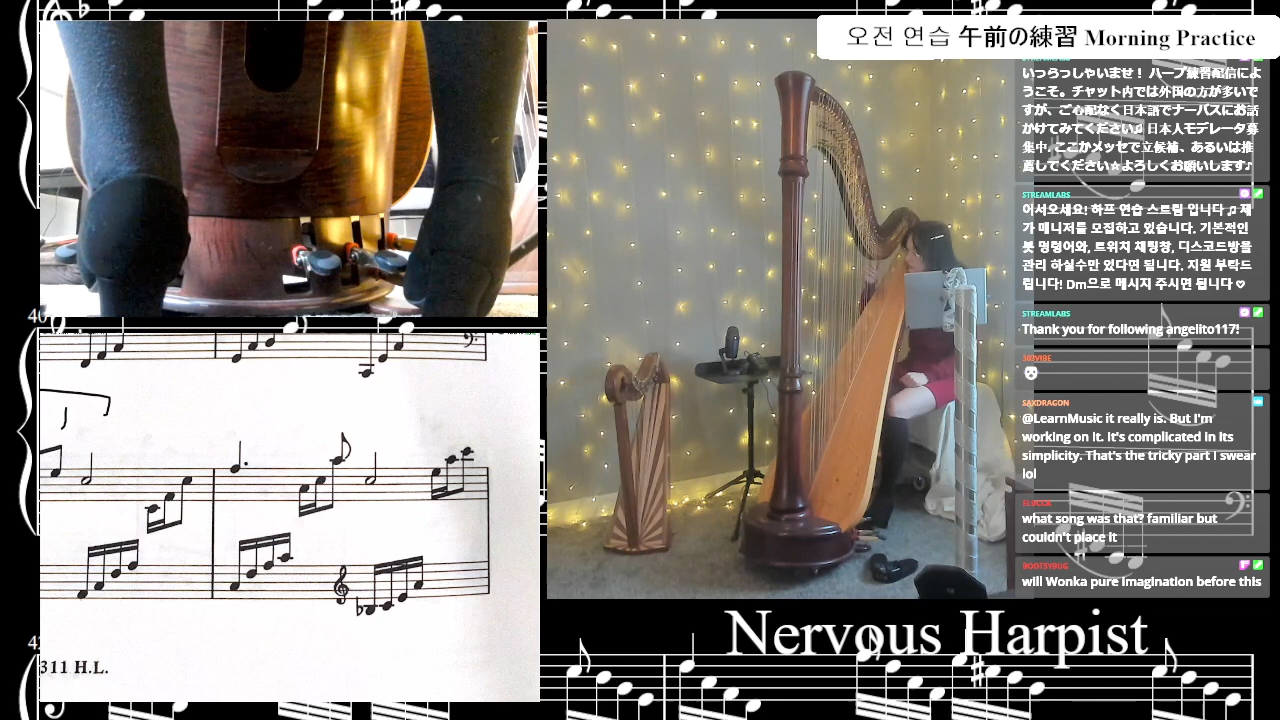 오전 연습 午前の練習 Morning Practice
STREAMLABS
いらっしゃいませ！ ハープ練習配信によ
うこそ。チャット内では外国の方が多いで
すが、ご心配なく日本語でナーバスにお話
かけてみてください♫ 日本人モデレータ募
集中。ここかメッセで立候補、あるいは推
薦してください☆よろしくお願いします♪
STREAMLABS
어서오세요! 하프 연습 스트림 입니다 ♫ 제
가 매니저를 모집하고 있습니다. 기본적인
봇 명령어와, 트위치 채팅창, 디스코드방을
관리 하실수만 있다면 됩니다. 지원 부탁드
립니다! Dm으로 메시지 주시면 됩니다 ♡
STREAMLABS
Thank you for following angelito117!
303VIBE
SAXDRAGON
@LearnMusic it really is. But I'm
working on it. It's complicated in its
simplicity. That's the tricky part I swear
lol
what song was that? familiar but
couldn't place it
BOOTSYBUG
will Wonka pure imagination before this
40
42
311 H.L.
Nervous Harpist